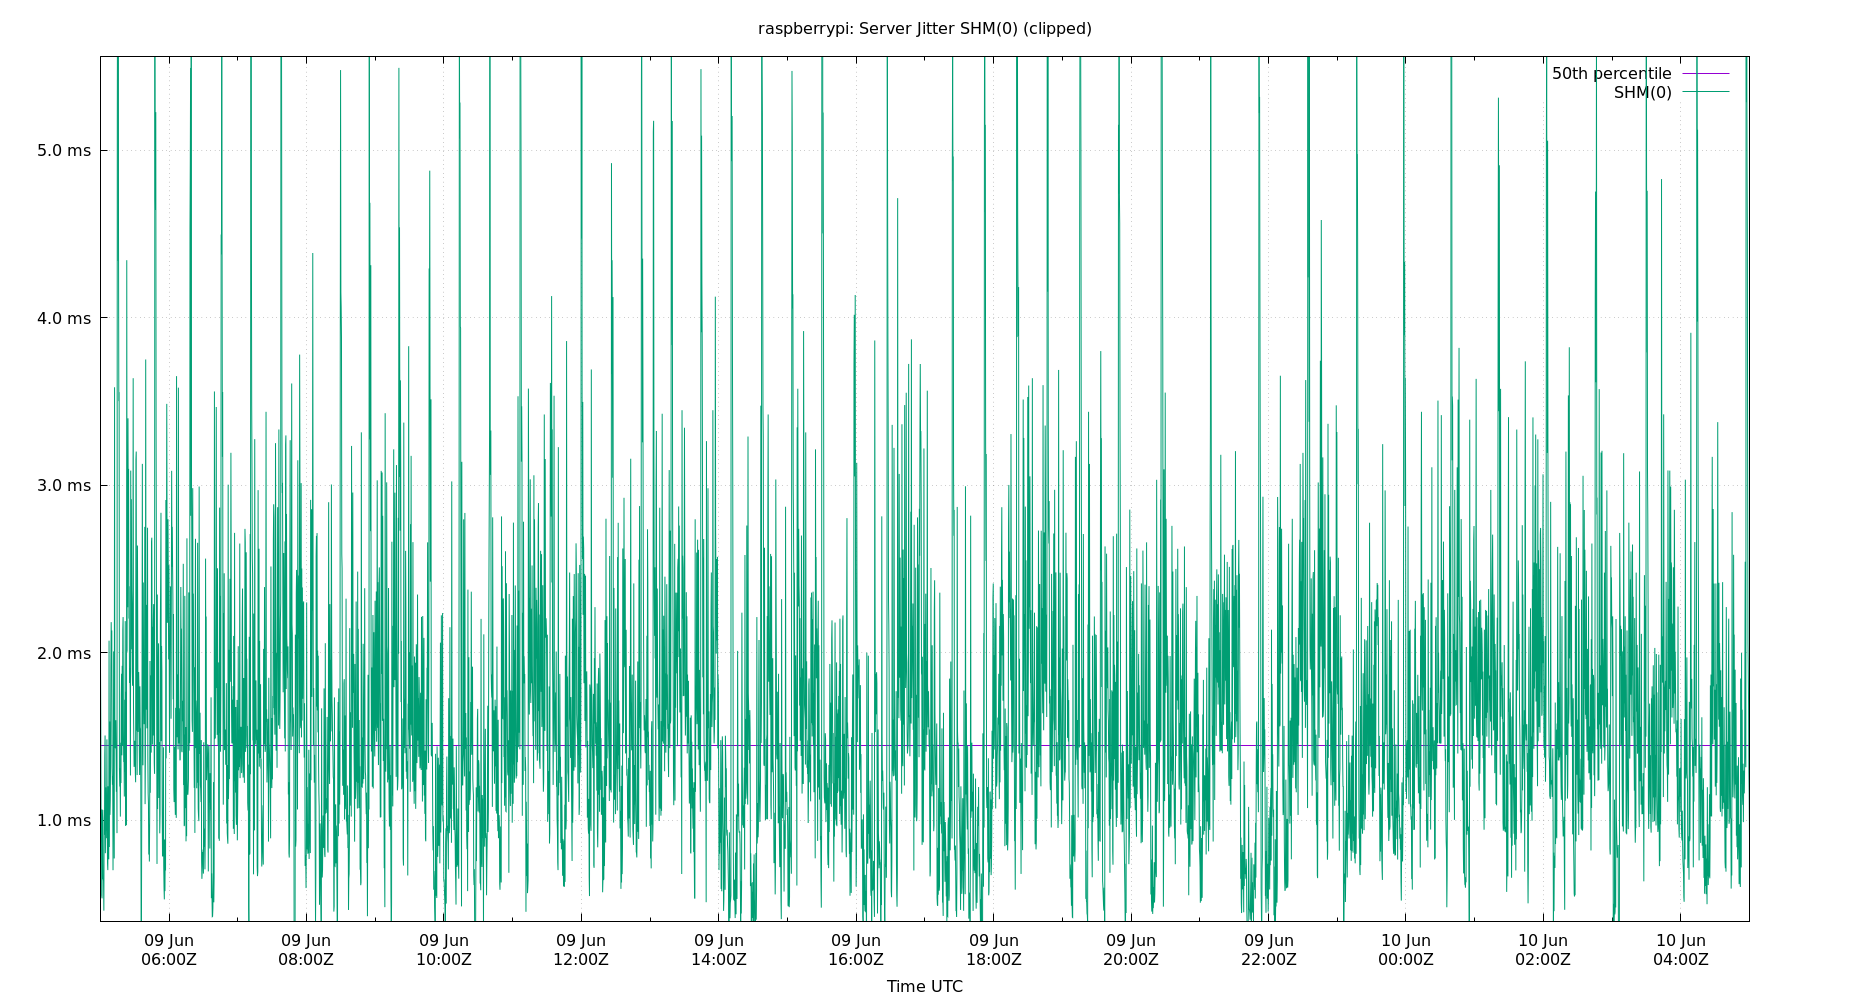 raspberrypi: Server Jitter SHM(0) (clipped)
50th percentile
SHM(0)
5.0 ms
4.0 ms
3.0 ms
2.0 ms
1.0 ms
09 Jun 09 Jun 09 Jun 09 Jun 09 Jun 09 Jun 09 Jun 09 Jun 09 Jun 10 Jun 10 Jun 10 Jun
06:00Z 08:00Z 10:00Z 12:00Z 14:00Z 16:00Z 18:00Z 20:00Z 22:00Z 00:00Z 02:00Z 04:00Z
Time UTC